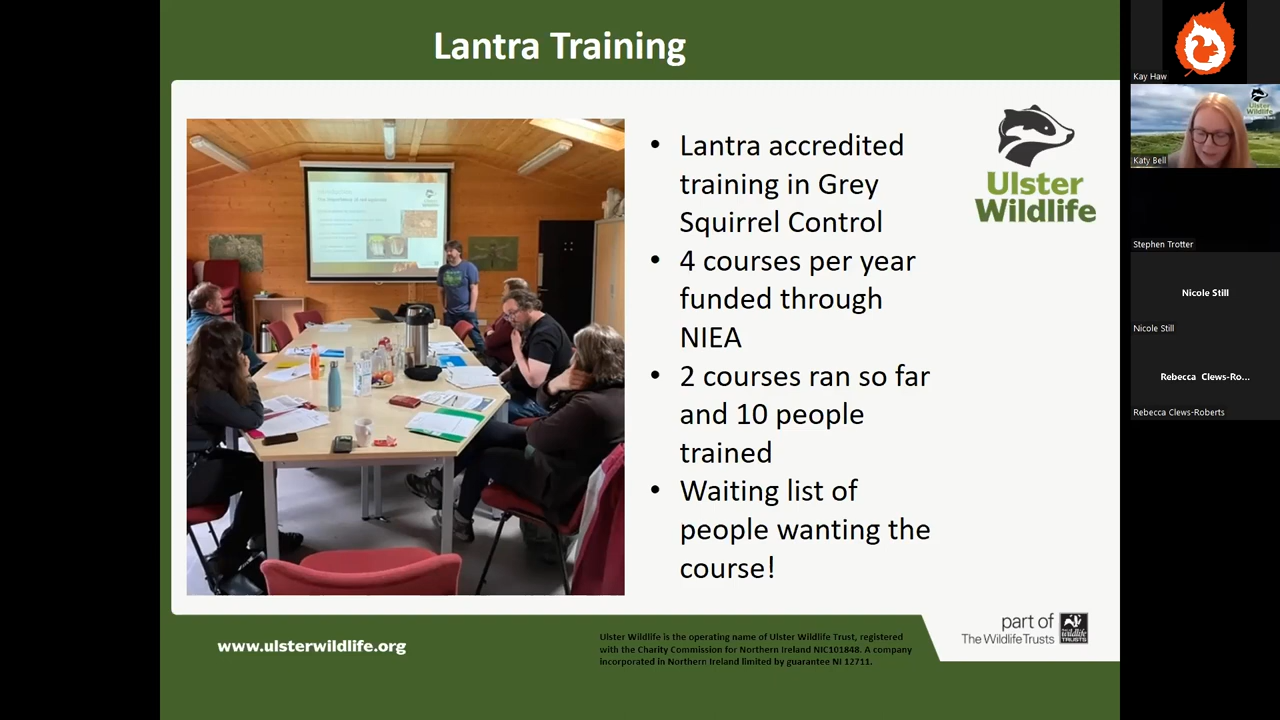 Lantra Training
• Lantra accredited
training in Grey
Squirrel Control
• 4 courses per year
funded through
NIEA
• 2 courses ran so far
and 10 people
trained
• Waiting list of
people wanting the
course!
Ulster
Wildlife
www.ulsterwildlife.org
Ulster Wildlife is the operating name of Ulster Wildlife Trust, registered
with the Charity Commission for Northern Ireland NIC101848. A company
incorporated in Northern Ireland limited by guarantee NI 12711.
part of
The Wildlife Trusts
Kay Haw
Ulster
Wildlife
Katy Bell
Stephen Trotter
Nicole Still
Nicole Still
Rebecca Clews-Ro...
Rebecca Clews-Roberts